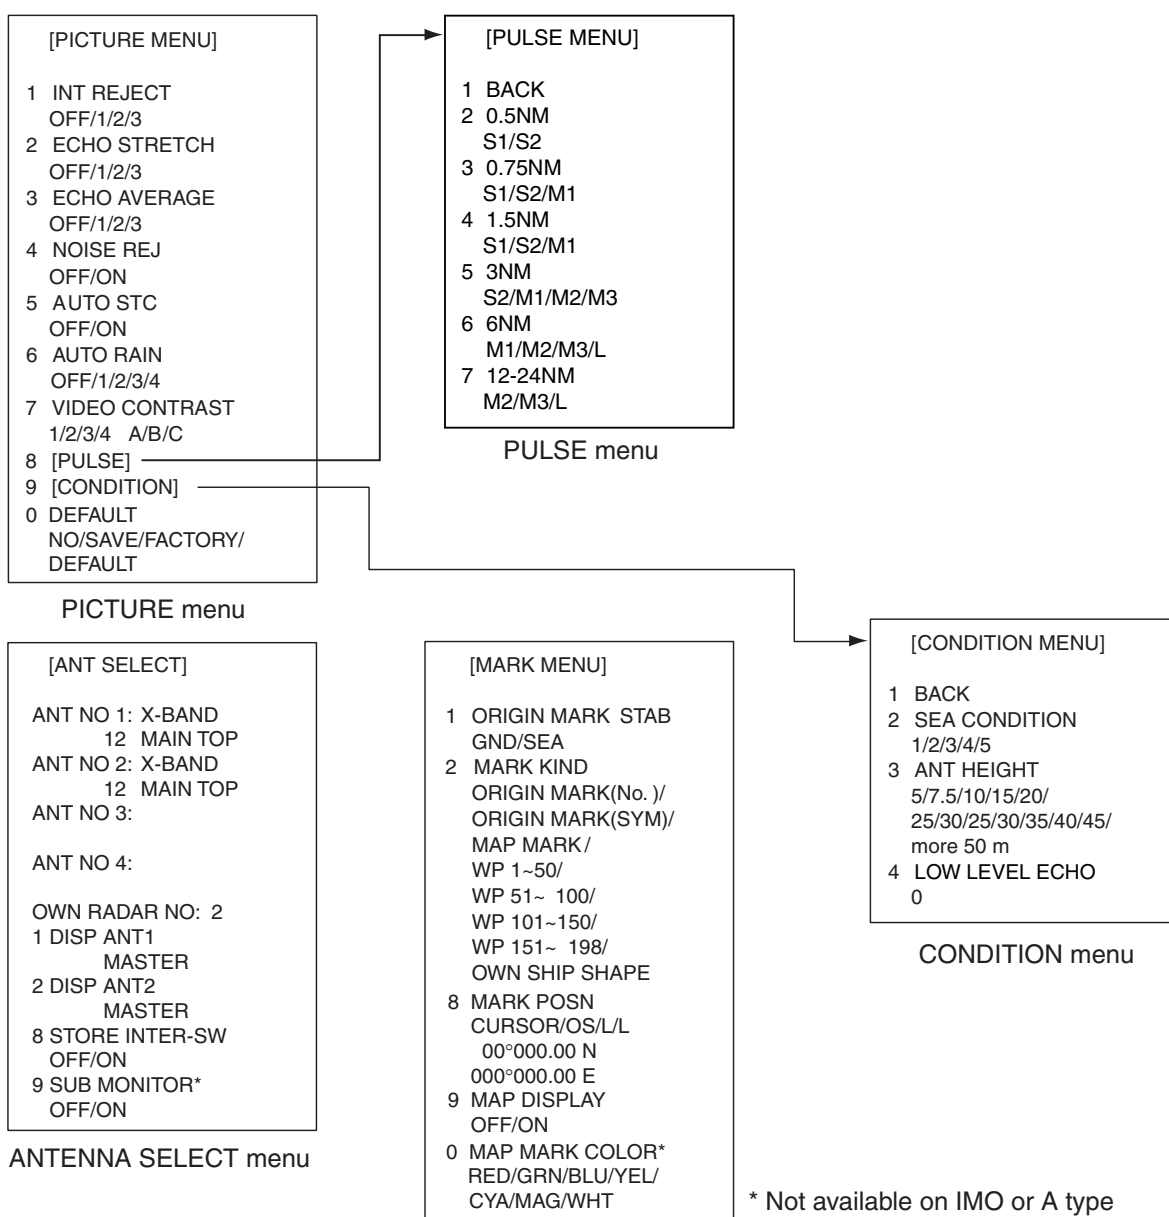 [PICTURE MENU]
1 INT REJECT
OFF/1/2/3
2 ECHO STRETCH
OFF/1/2/3
3 ECHO AVERAGE
OFF/1/2/3
4 NOISE REJ
OFF/ON
5 AUTO STC
OFF/ON
6 AUTO RAIN
OFF/1/2/3/4
7 VIDEO CONTRAST
1/2/3/4 A/B/C
8 [PULSE]
9 [CONDITION]
0 DEFAULT
NO/SAVE/FACTORY/
DEFAULT
PICTURE menu
[PULSE MENU]
1 BACK
2 0.5NM
S1/S2
3 0.75NM
S1/S2/M1
4 1.5NM
S1/S2/M1
5 3NM
S2/M1/M2/M3
6 6NM
M1/M2/M3/L
7 12-24NM
M2/M3/L
PULSE menu
[ANT SELECT]
ANT NO 1: X-BAND
12 MAIN TOP
ANT NO 2: X-BAND
12 MAIN TOP
ANT NO 3:
ANT NO 4:
OWN RADAR NO: 2
1 DISP ANT1
MASTER
2 DISP ANT2
MASTER
8 STORE INTER-SW
OFF/ON
9 SUB MONITOR*
OFF/ON
ANTENNA SELECT menu
[MARK MENU]
1 ORIGIN MARK STAB
GND/SEA
2 MARK KIND
ORIGIN MARK(No. )/
ORIGIN MARK(SYM)/
MAP MARK/
WP 1~50/
WP 51~ 100/
WP 101~150/
WP 151~ 198/
OWN SHIP SHAPE
8 MARK POSN
CURSOR/OS/L/L
00°000.00 N
000°000.00 E
9 MAP DISPLAY
OFF/ON
0 MAP MARK COLOR*
RED/GRN/BLU/YEL/
CYA/MAG/WHT
[CONDITION MENU]
1 BACK
2 SEA CONDITION
1/2/3/4/5
3 ANT HEIGHT
5/7.5/10/15/20/
25/30/25/30/35/40/45/
more 50 m
4 LOW LEVEL ECHO
0
CONDITION menu
* Not available on IMO or A type